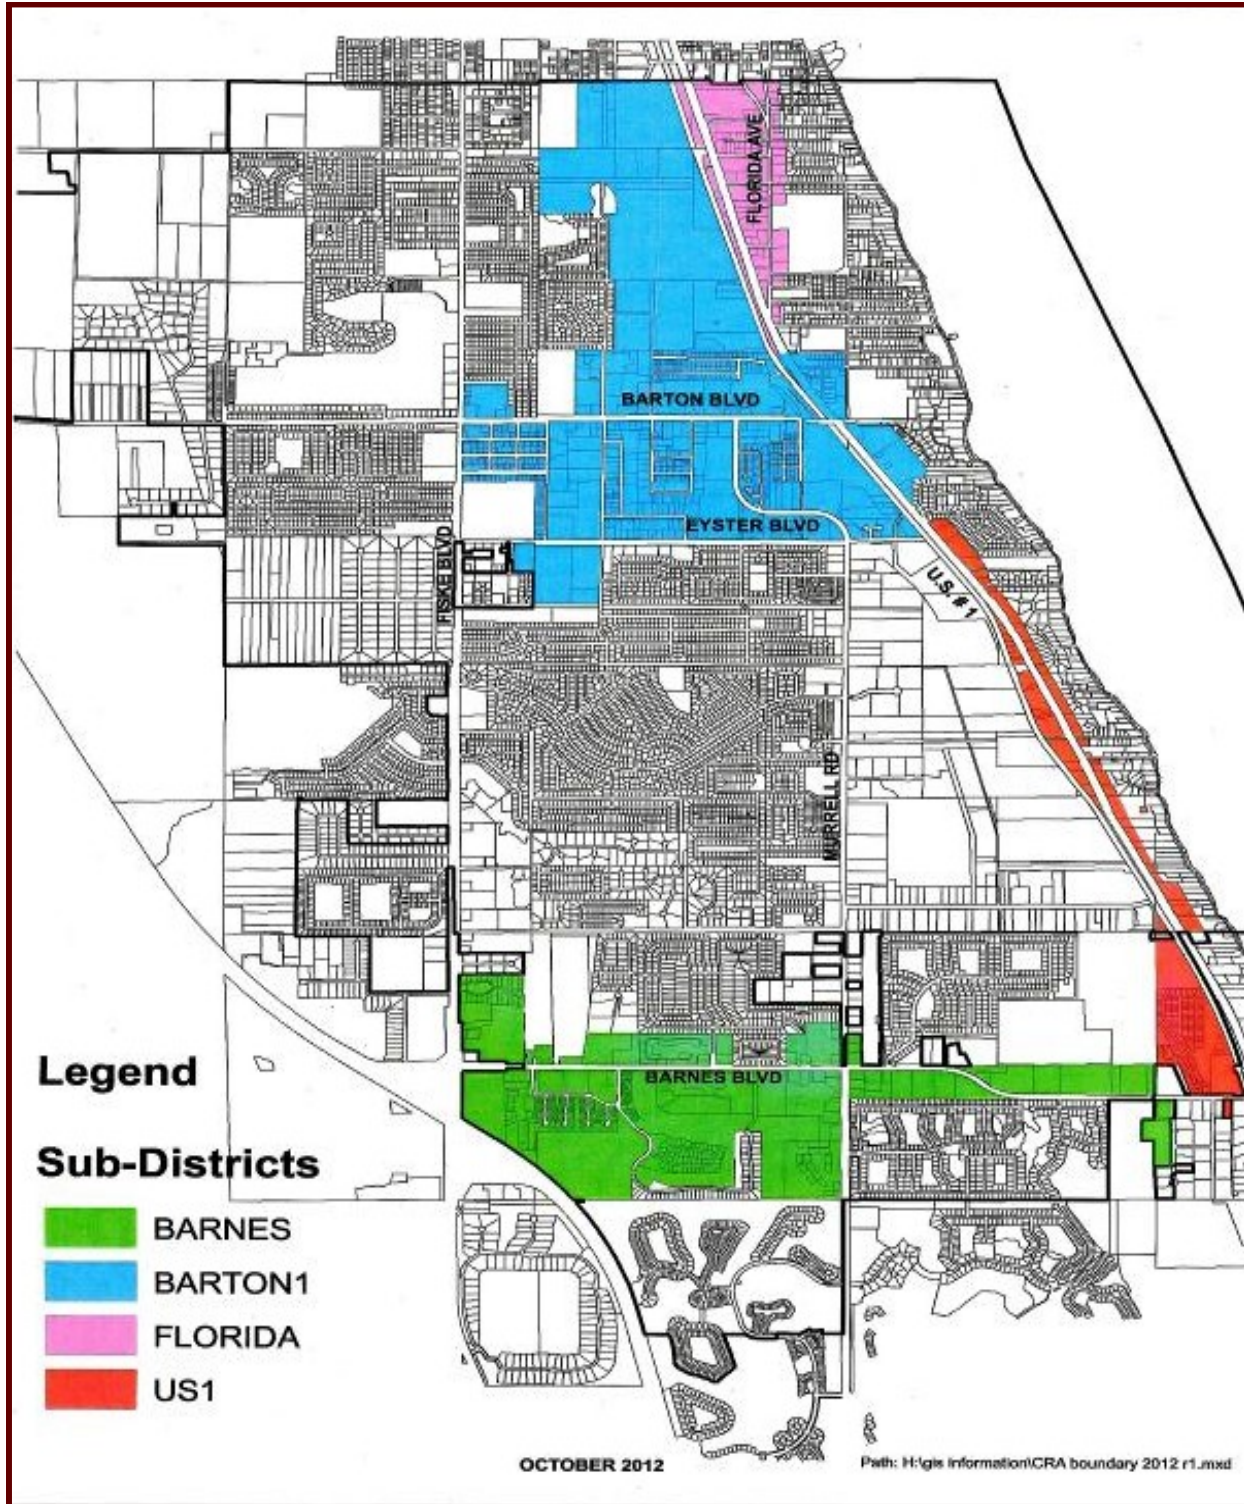 FLORIDA AVE
BARTON BLVD
EYSTER BLVD
FISKE BLVD
U.S. #1
MURRELL RD
BARNES BLVD
Legend
Sub-Districts
BARNES
BARTON1
FLORIDA
US1
OCTOBER 2012
Path: H:\gis information\CRA boundary 2012 r1.mxd